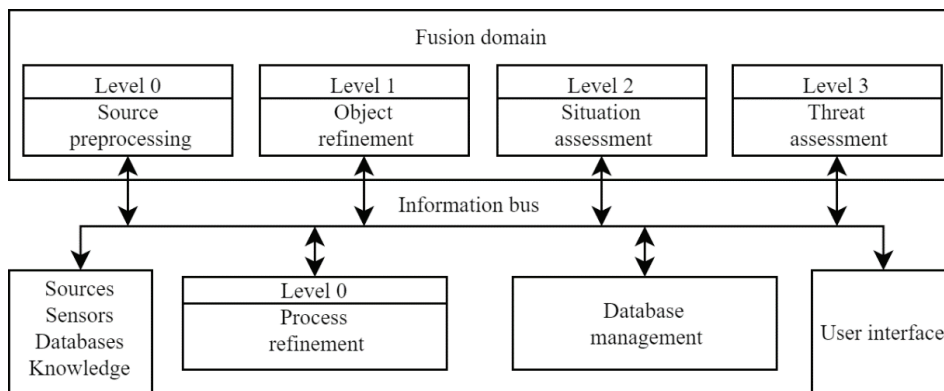 Fusion domain
Level 0
Source
preprocessing
Level 1
Object
refinement
Level 2
Situation
assessment
Level 3
Threat
assessment
Information bus
Sources
Sensors
Databases
Knowledge
Level 0
Process
refinement
Database
management
User interface